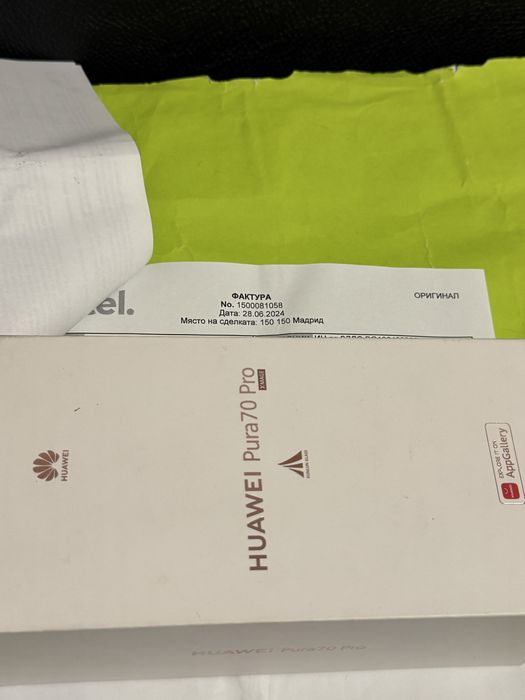 el.
ФАКТУРА
No. 1500081058
Дата: 28.06.2024
Място на сделката: 150 150 Мадрид
ОРИГИНАЛ
HUAWEI
HUAWEI Pura70 Pro
XMAGE
EXPLORE IT ON
AppGallery
HUAWEI Pura70 Pro